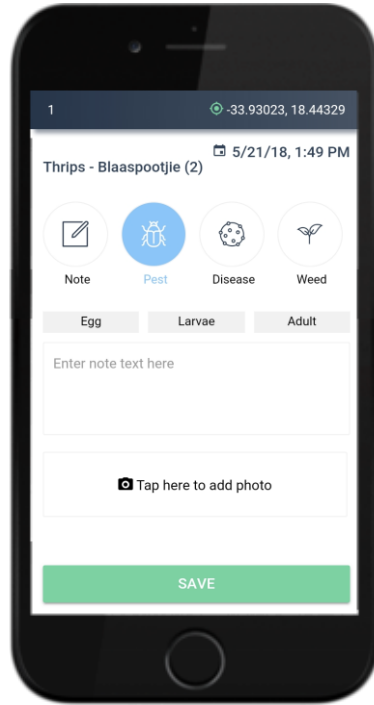 1 -33.93023, 18.44329
5/21/18, 1:49 PM
Thrips - Blaaspootjie (2)
Note Pest Disease Weed
Egg Larvae Adult
Enter note text here
Tap here to add photo
SAVE